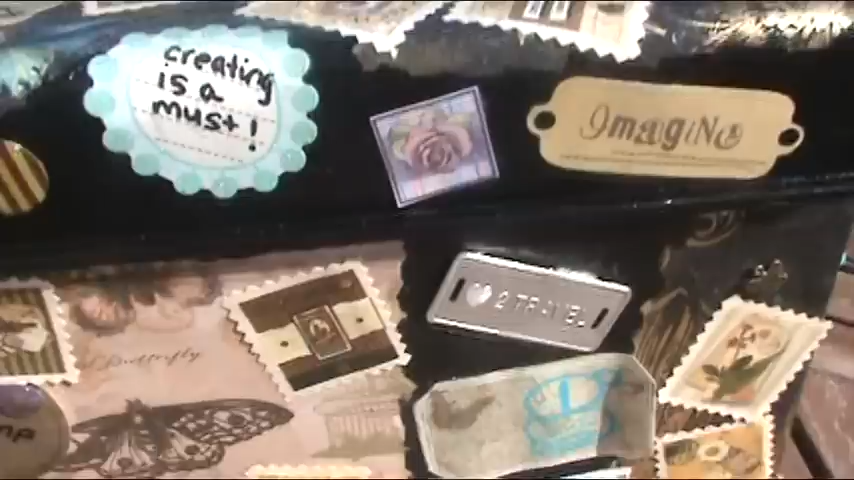 creating
is a
must!
Imagine
2 TRAVEL
Butterfly